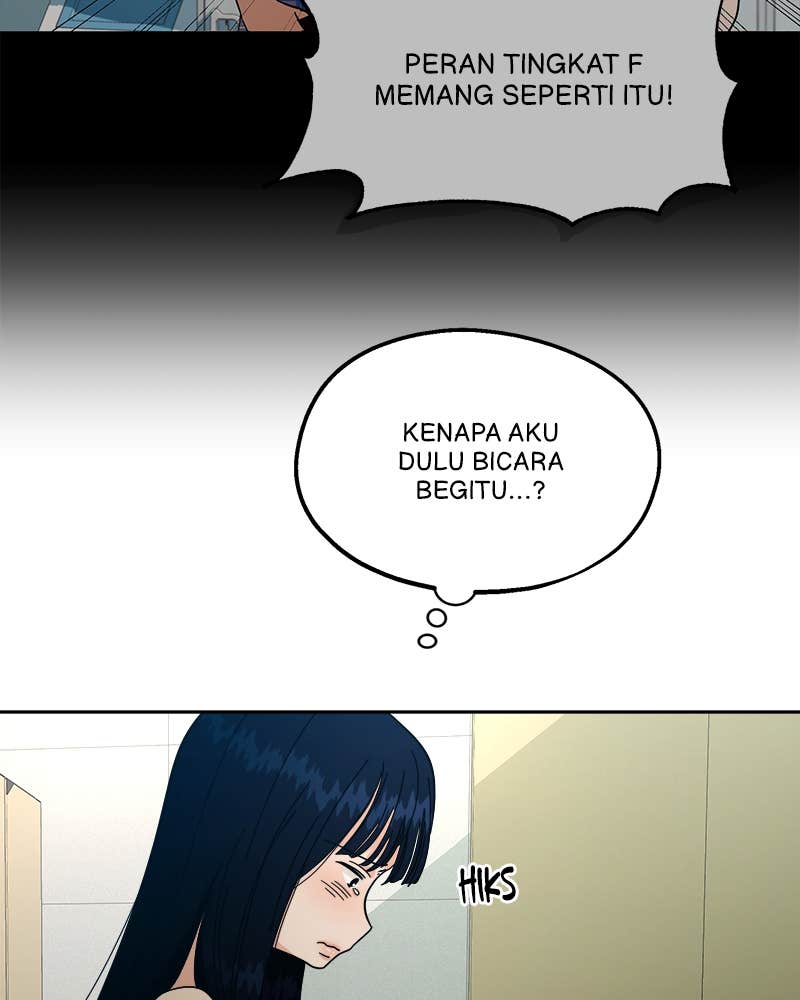 PERAN TINGKAT F
MEMANG SEPERTI ITU!
KENAPA AKU
DULU BICARA
BEGITU...?
HIKS